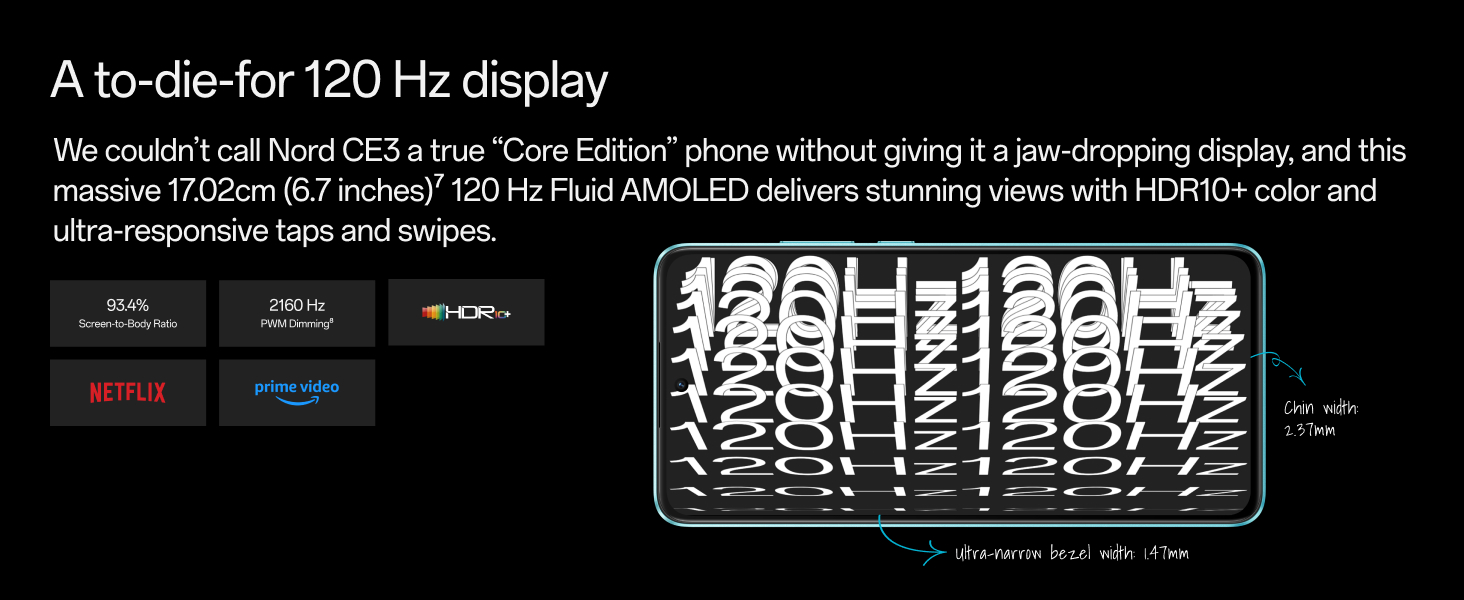 A to-die-for 120 Hz display
We couldn’t call Nord CE3 a true “Core Edition” phone without giving it a jaw-dropping display, and this
massive 17.02cm (6.7 inches)⁷ 120 Hz Fluid AMOLED delivers stunning views with HDR10+ color and
ultra-responsive taps and swipes.
93.4%
Screen-to-Body Ratio
2160 Hz
PWM Dimming⁸
HDR10+
NETFLIX
prime video
120Hz120Hz
120Hz120Hz
120Hz120Hz
120Hz120Hz
120Hz120Hz
120Hz120Hz
120Hz120Hz
120Hz120Hz
Chin width:
2.37mm
Ultra-narrow bezel width: 1.47mm